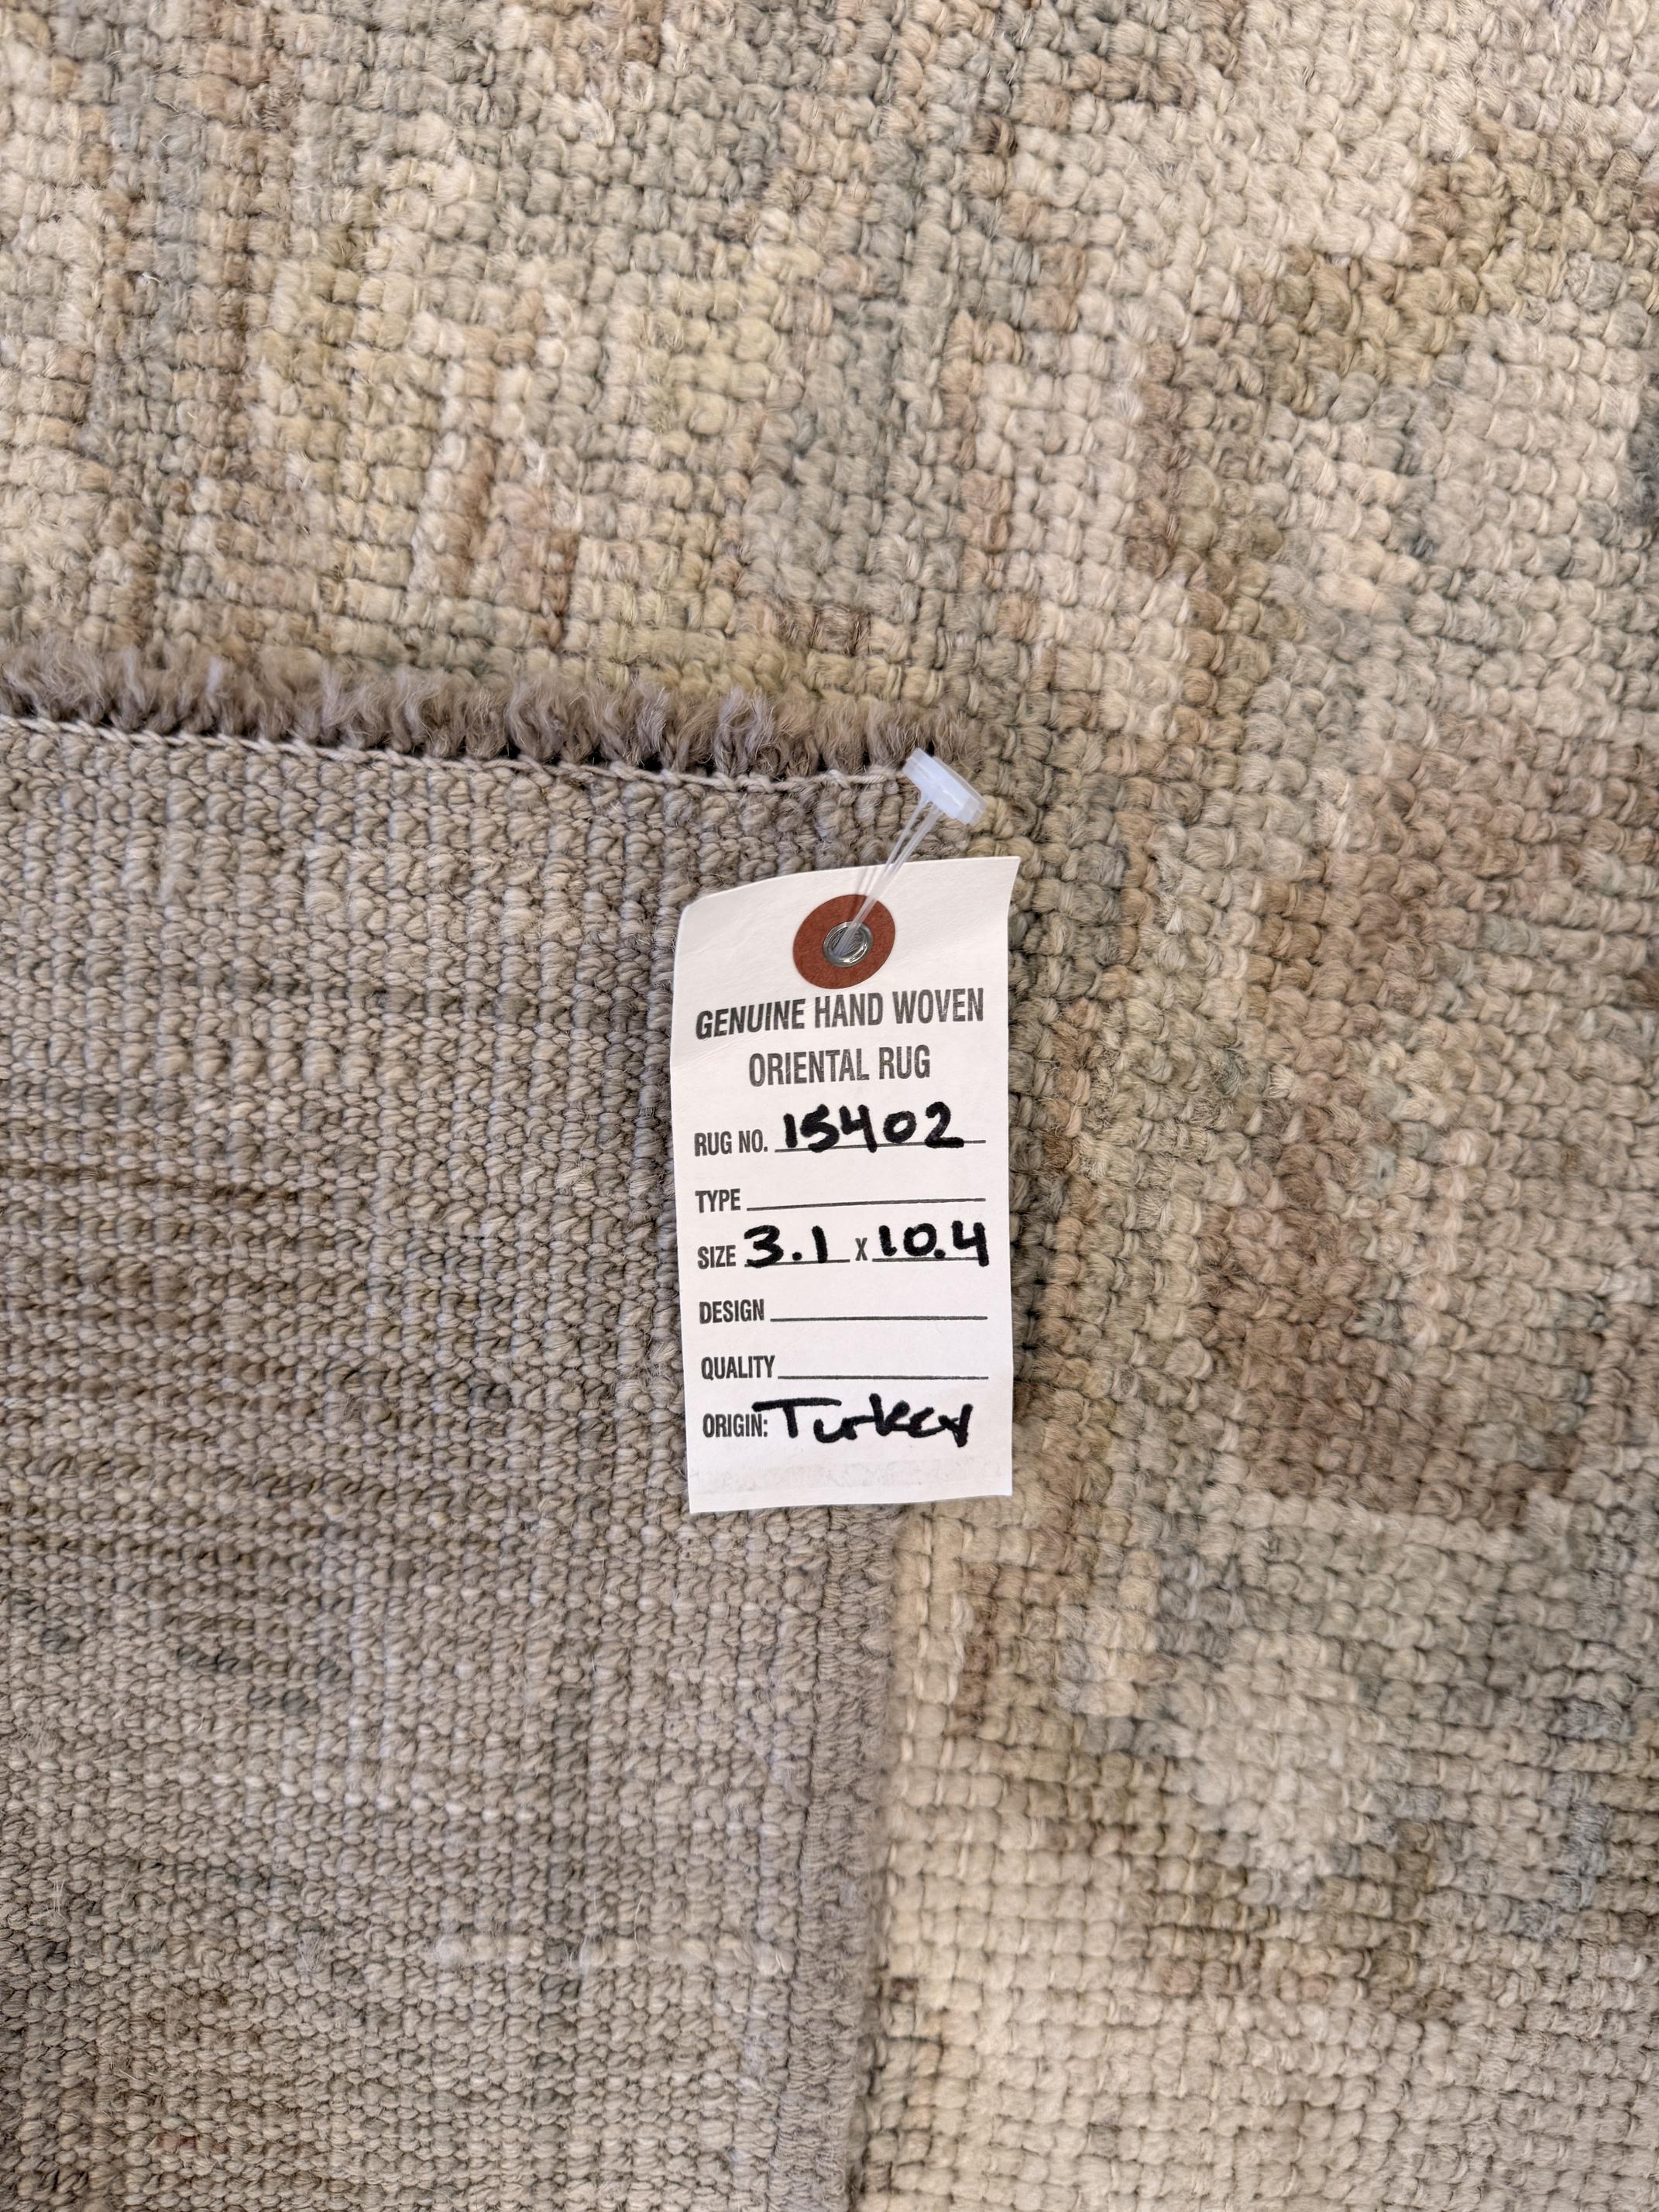 GENUINE HAND WOVEN
ORIENTAL RUG
RUG NO. 15402
TYPE
SIZE 3.1 X 10.4
DESIGN
QUALITY
ORIGIN: Turkey